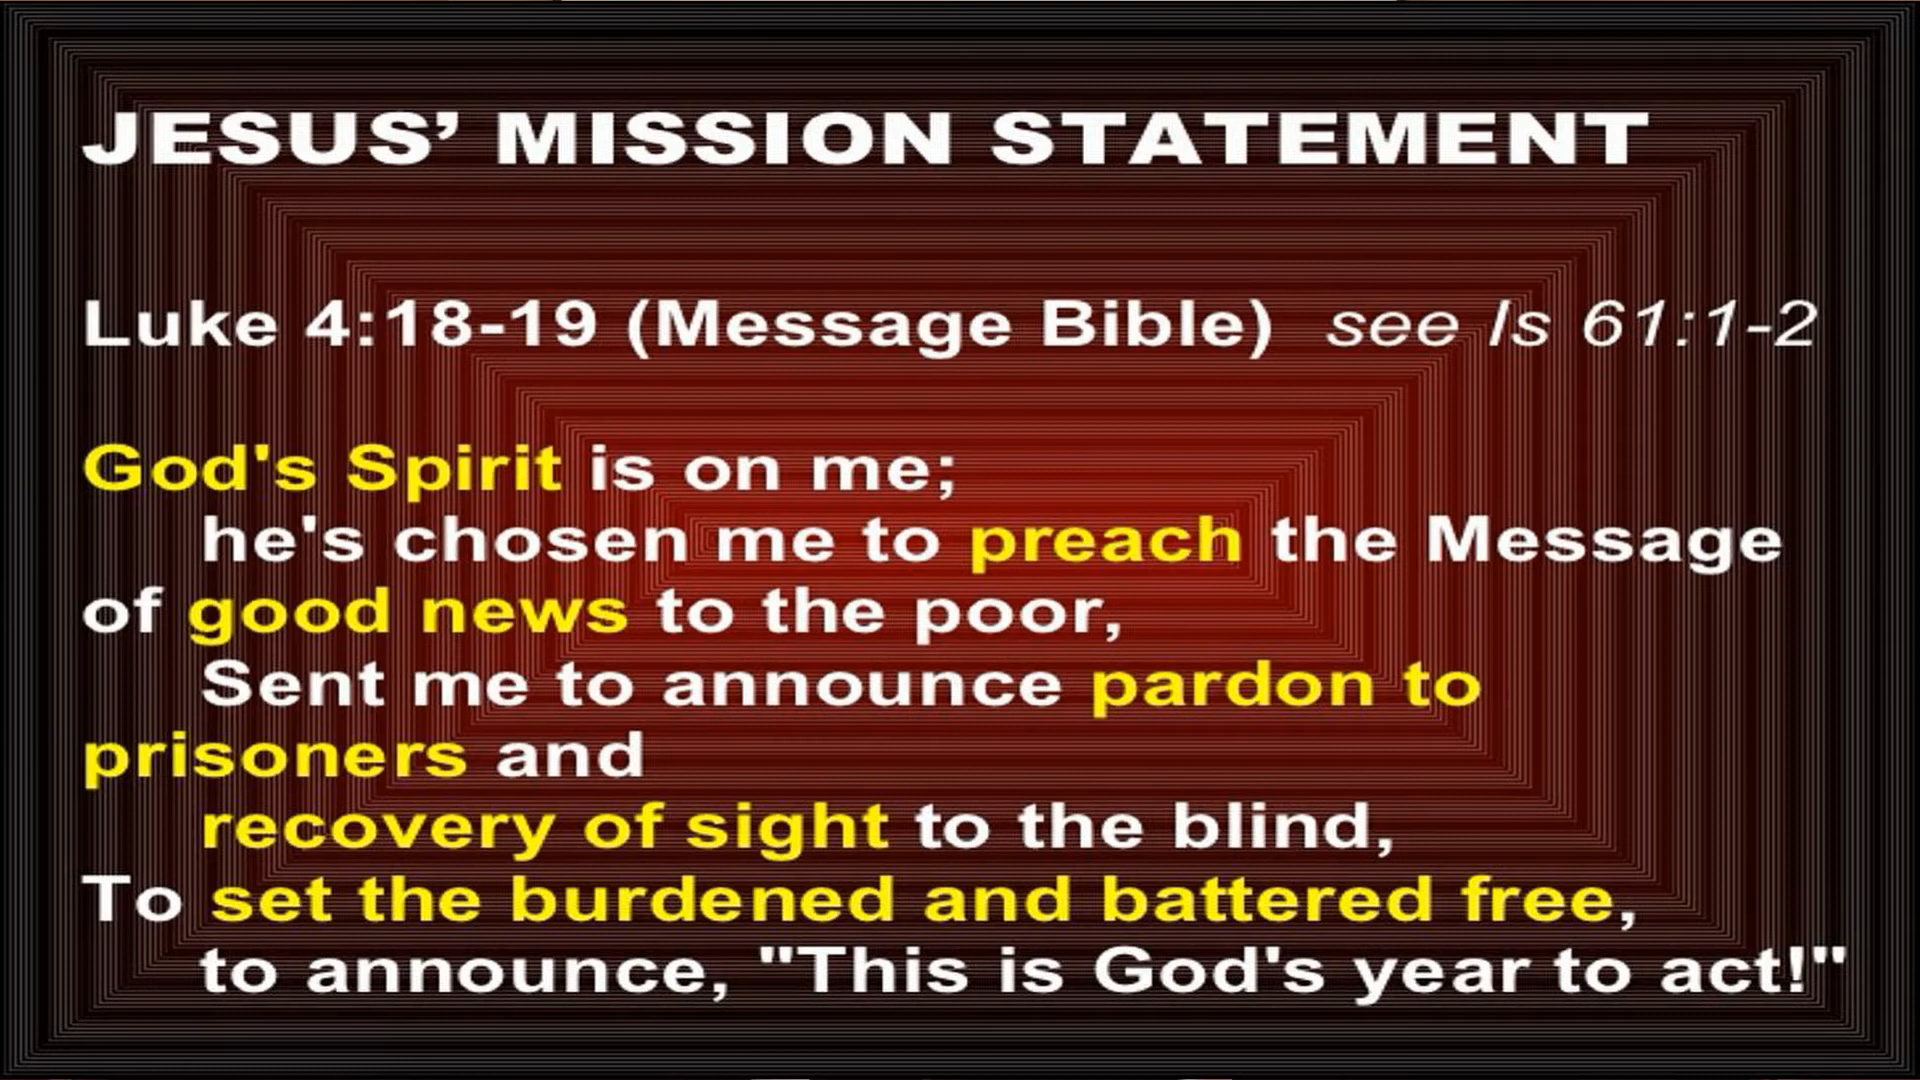 JESUS’ MISSION STATEMENT
Luke 4:18-19 (Message Bible) see Is 61:1-2
God's Spirit is on me;
he's chosen me to preach the Message
of good news to the poor,
Sent me to announce pardon to
prisoners and
recovery of sight to the blind,
To set the burdened and battered free,
to announce, "This is God's year to act!"